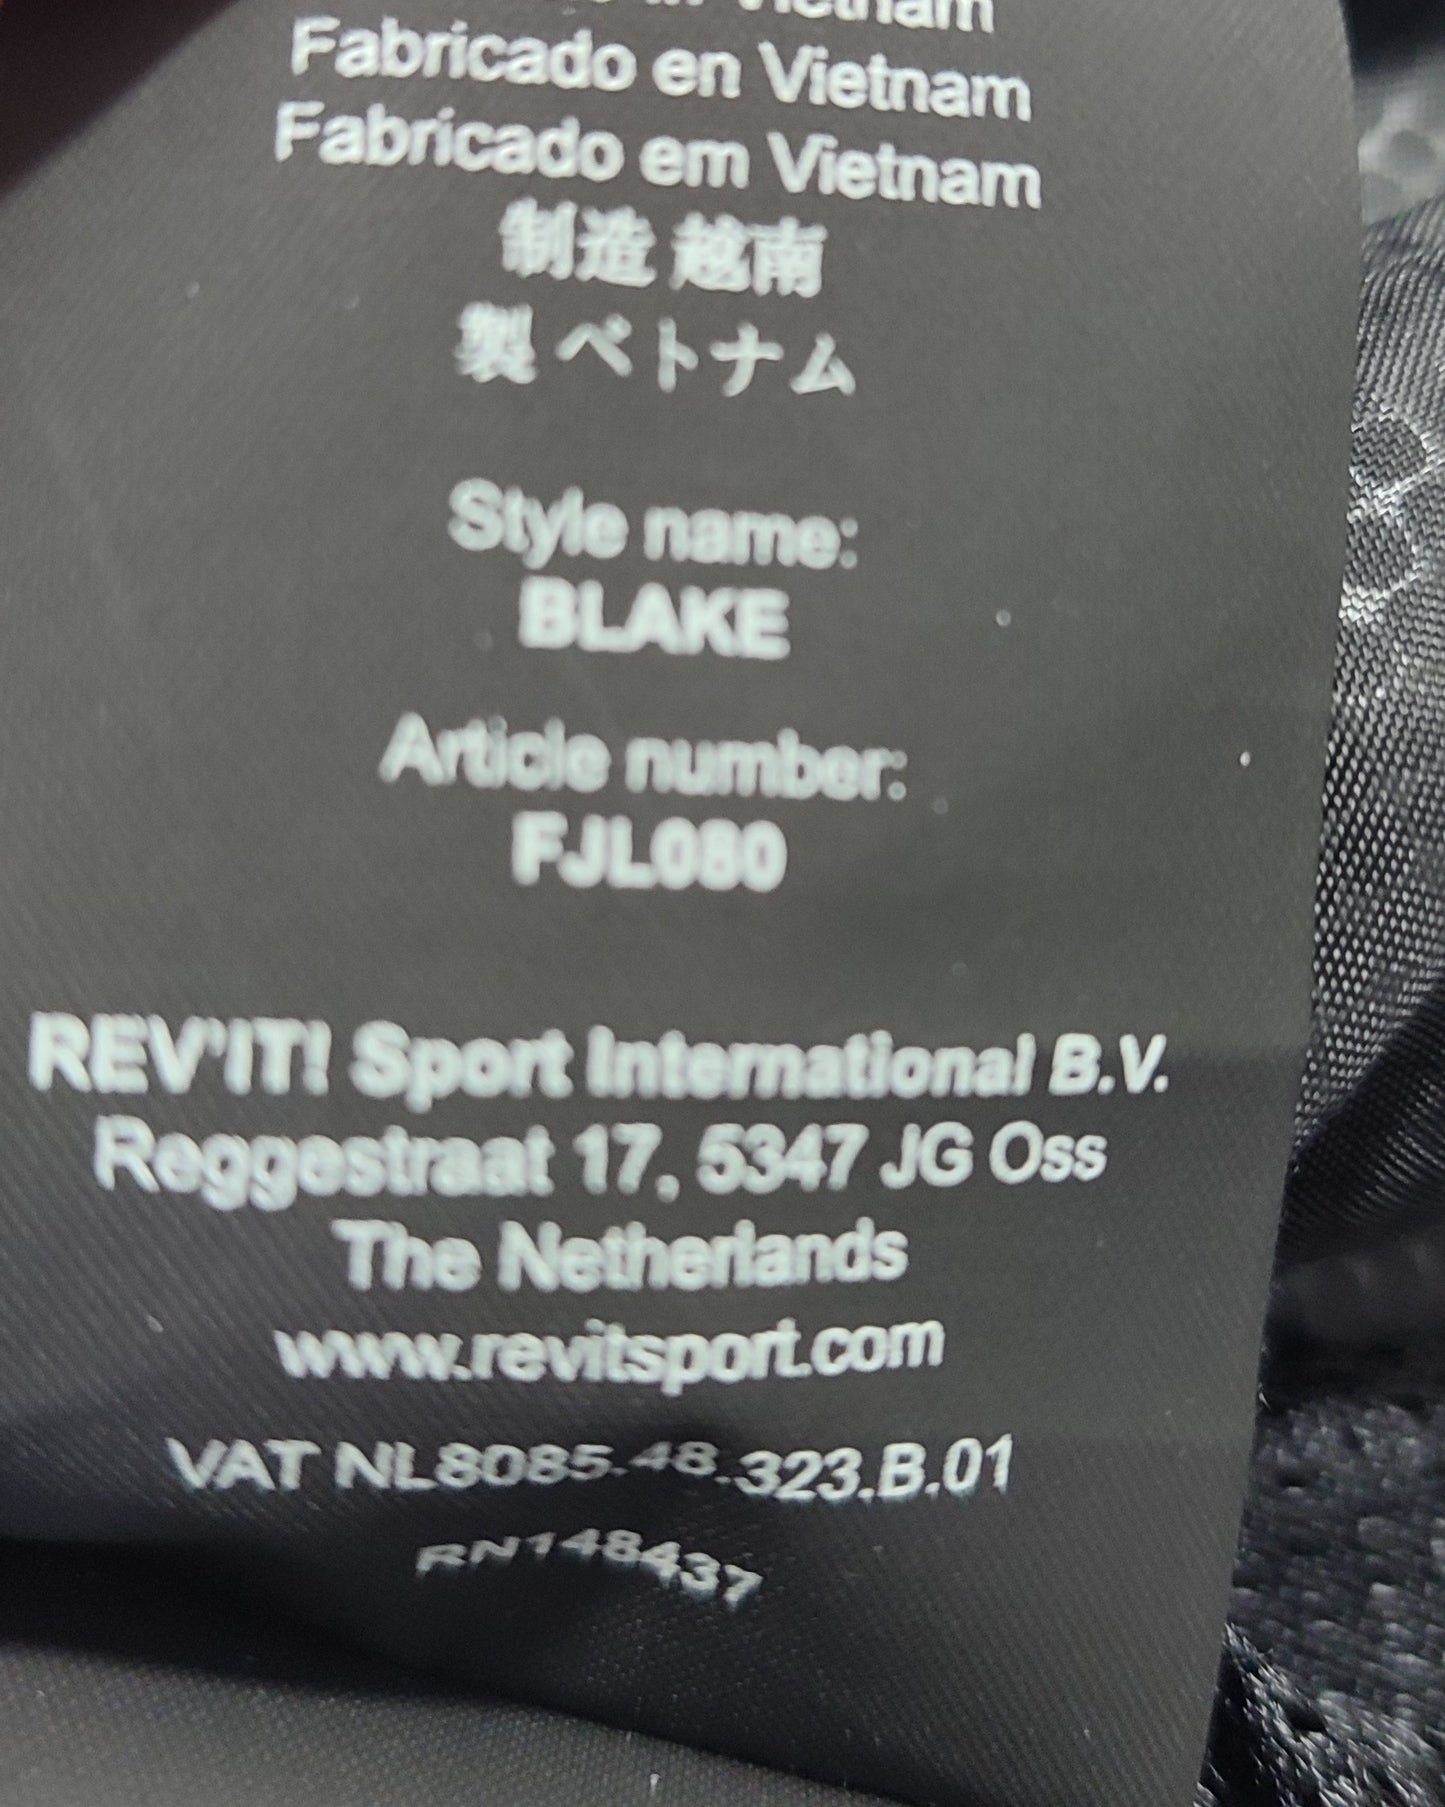 in Vietnam
Fabricado en Vietnam
Fabricado em Vietnam
制造 越南
製 ベトナム
Style name:
BLAKE
Article number:
FJL080
REV'IT! Sport International B.V.
Reggestraat 17, 5347 JG Oss
The Netherlands
www.revitsport.com
VAT NL8085.48.323.B.01
RN148437